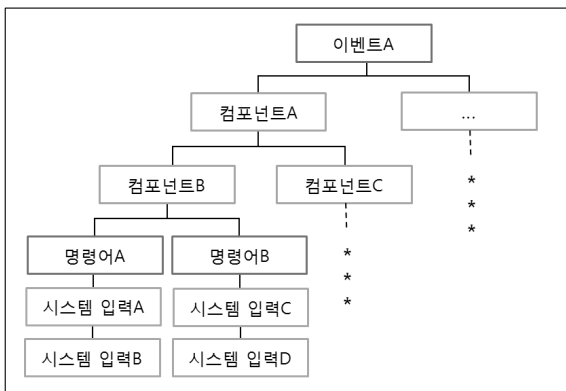 이벤트A
컴포넌트A
...
컴포넌트B
컴포넌트C
*
*
*
명령어A
명령어B
*
*
*
시스템 입력A
시스템 입력C
시스템 입력B
시스템 입력D